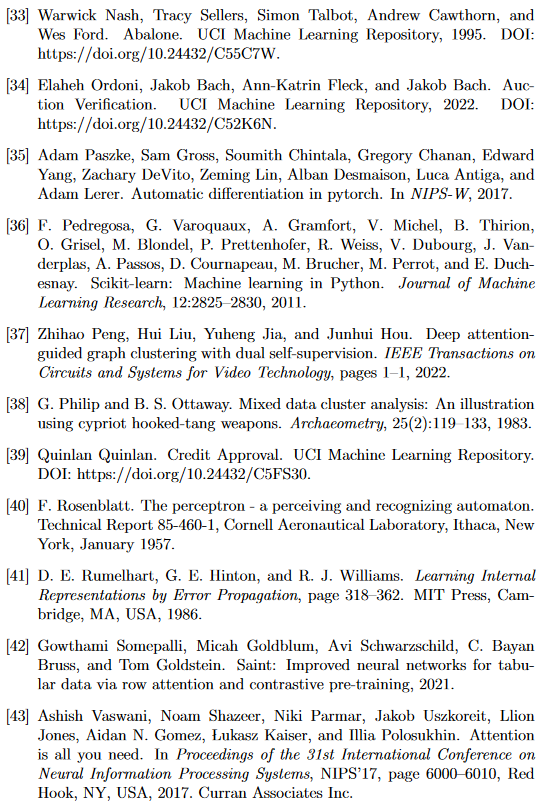 [33] Warwick Nash, Tracy Sellers, Simon Talbot, Andrew Cawthorn, and
Wes Ford. Abalone. UCI Machine Learning Repository, 1995. DOI:
https://doi.org/10.24432/C55C7W.
[34] Elaheh Ordoni, Jakob Bach, Ann-Katrin Fleck, and Jakob Bach. Auc-
tion Verification. UCI Machine Learning Repository, 2022. DOI:
https://doi.org/10.24432/C52K6N.
[35] Adam Paszke, Sam Gross, Soumith Chintala, Gregory Chanan, Edward
Yang, Zachary DeVito, Zeming Lin, Alban Desmaison, Luca Antiga, and
Adam Lerer. Automatic differentiation in pytorch. In NIPS-W, 2017.
[36] F. Pedregosa, G. Varoquaux, A. Gramfort, V. Michel, B. Thirion,
O. Grisel, M. Blondel, P. Prettenhofer, R. Weiss, V. Dubourg, J. Van-
derplas, A. Passos, D. Cournapeau, M. Brucher, M. Perrot, and E. Duch-
esnay. Scikit-learn: Machine learning in Python. Journal of Machine
Learning Research, 12:2825–2830, 2011.
[37] Zhihao Peng, Hui Liu, Yuheng Jia, and Junhui Hou. Deep attention-
guided graph clustering with dual self-supervision. IEEE Transactions on
Circuits and Systems for Video Technology, pages 1–1, 2022.
[38] G. Philip and B. S. Ottaway. Mixed data cluster analysis: An illustration
using cypriot hooked-tang weapons. Archaeometry, 25(2):119–133, 1983.
[39] Quinlan Quinlan. Credit Approval. UCI Machine Learning Repository.
DOI: https://doi.org/10.24432/C5FS30.
[40] F. Rosenblatt. The perceptron - a perceiving and recognizing automaton.
Technical Report 85-460-1, Cornell Aeronautical Laboratory, Ithaca, New
York, January 1957.
[41] D. E. Rumelhart, G. E. Hinton, and R. J. Williams. Learning Internal
Representations by Error Propagation, page 318–362. MIT Press, Cam-
bridge, MA, USA, 1986.
[42] Gowthami Somepalli, Micah Goldblum, Avi Schwarzschild, C. Bayan
Bruss, and Tom Goldstein. Saint: Improved neural networks for tabu-
lar data via row attention and contrastive pre-training, 2021.
[43] Ashish Vaswani, Noam Shazeer, Niki Parmar, Jakob Uszkoreit, Llion
Jones, Aidan N. Gomez, Łukasz Kaiser, and Illia Polosukhin. Attention
is all you need. In Proceedings of the 31st International Conference on
Neural Information Processing Systems, NIPS'17, page 6000–6010, Red
Hook, NY, USA, 2017. Curran Associates Inc.